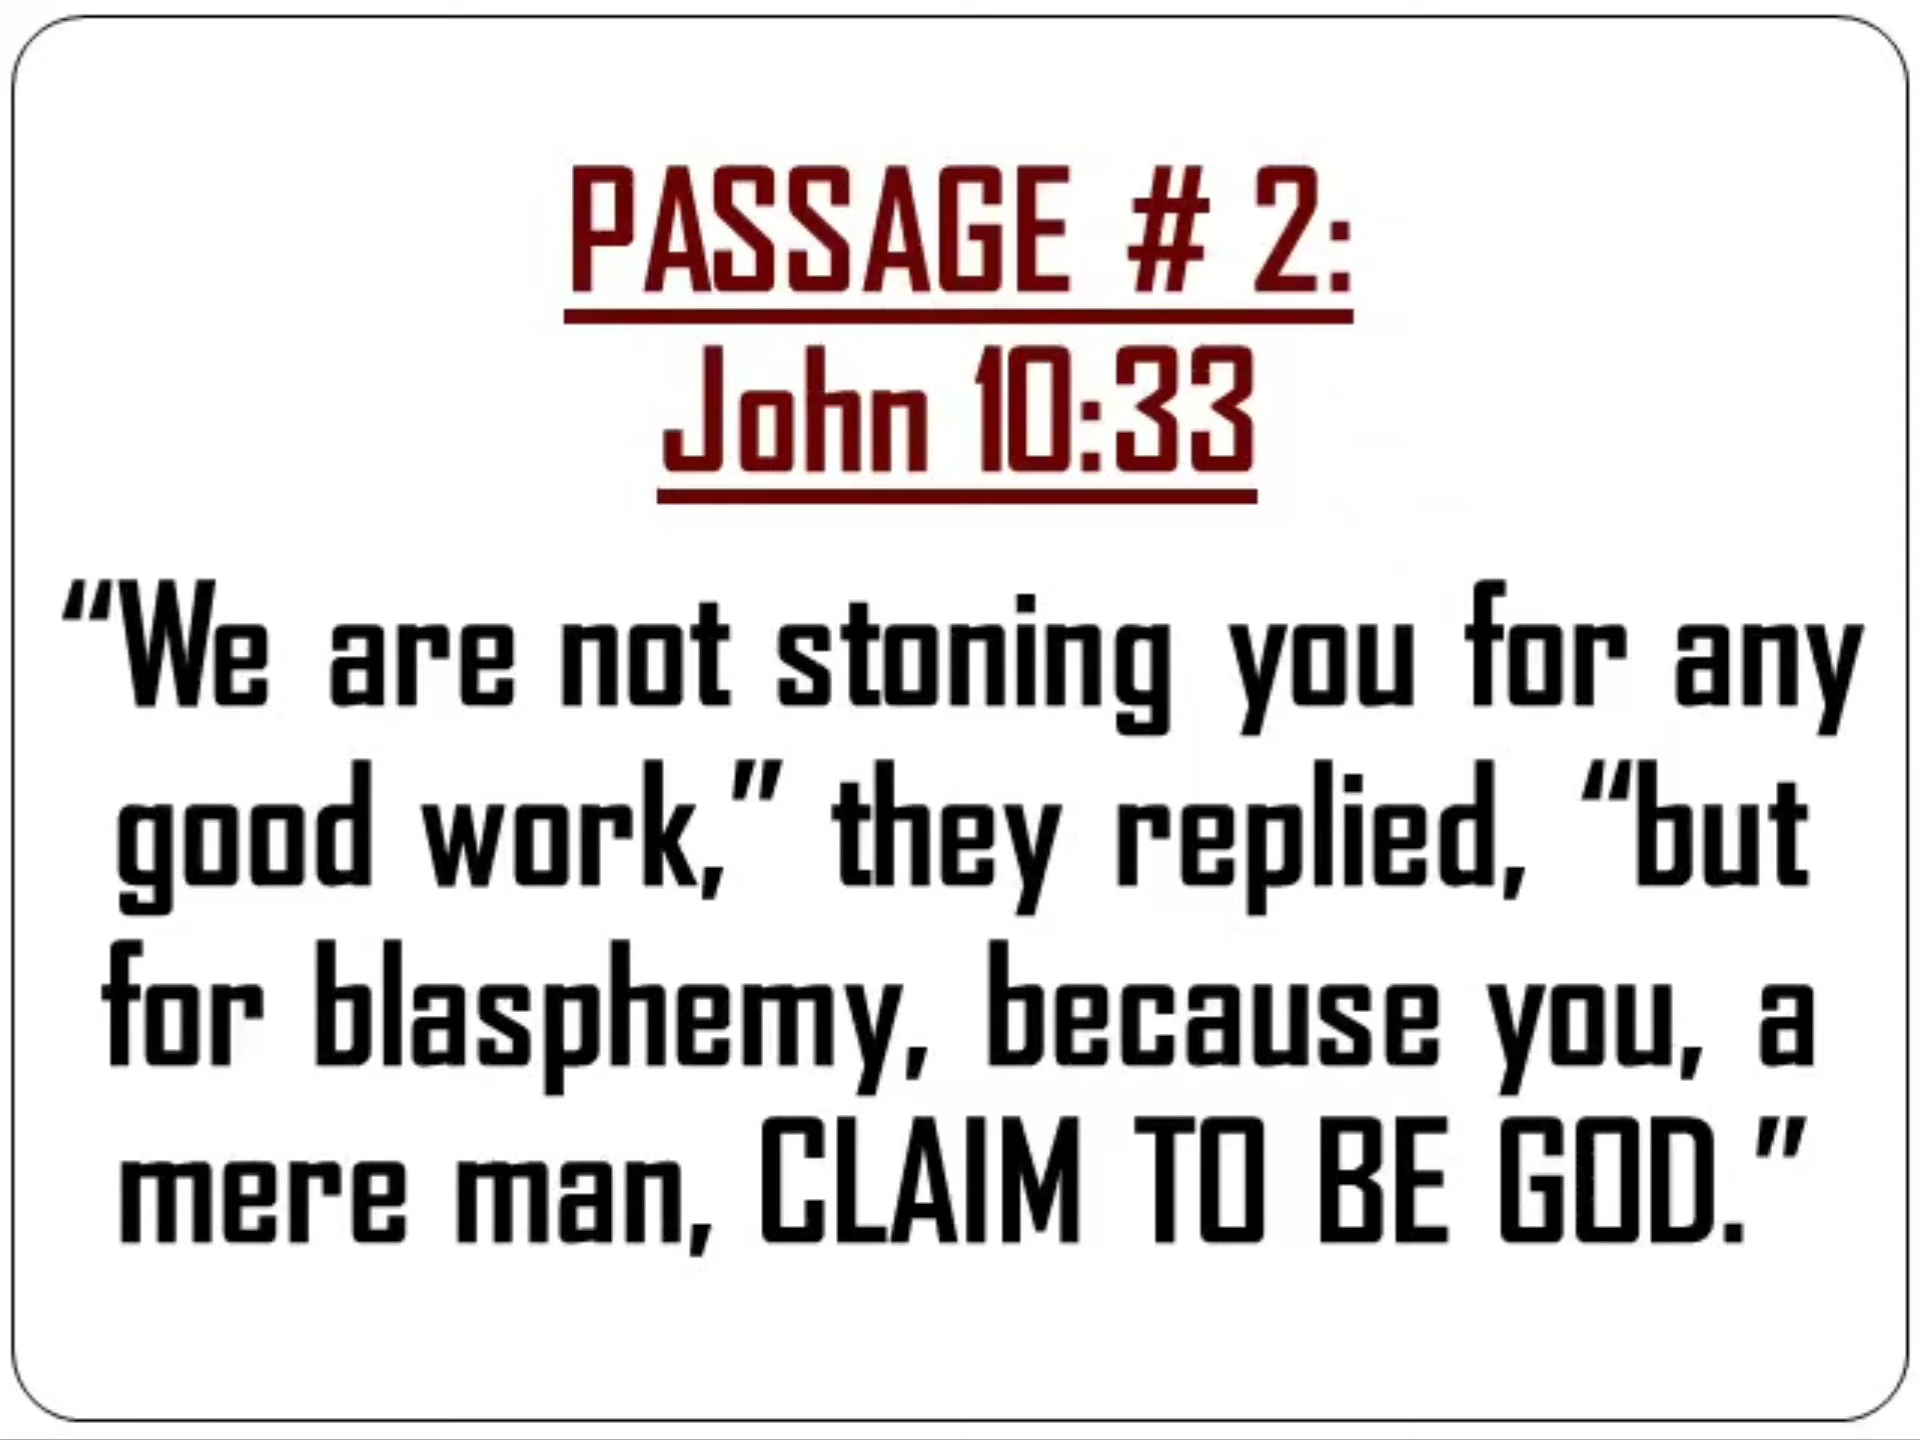 PASSAGE # 2:
John 10:33
“We are not stoning you for any
good work,” they replied, “but
for blasphemy, because you, a
mere man, CLAIM TO BE GOD.”